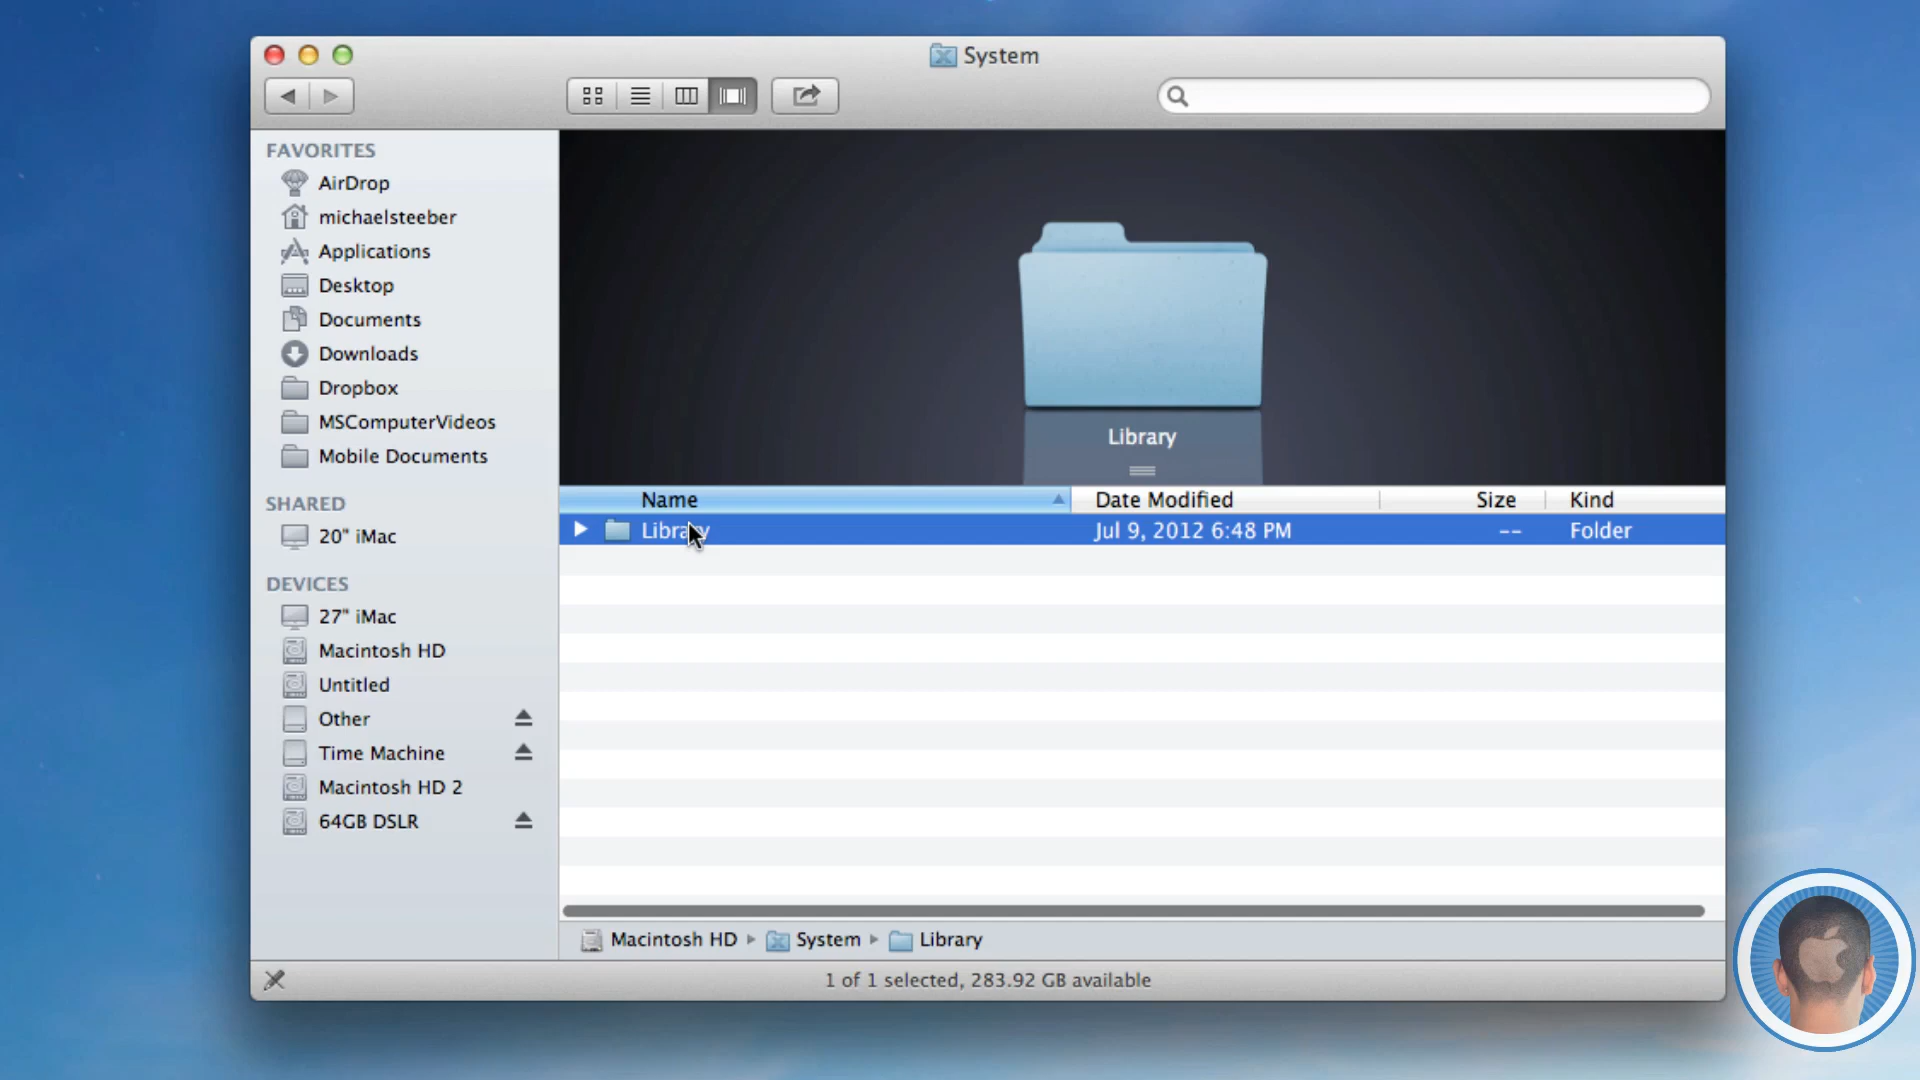 System
FAVORITES
AirDrop
michaelsteeber
Applications
Desktop
Documents
Downloads
Dropbox
MSComputerVideos
Mobile Documents
SHARED
20" iMac
DEVICES
27" iMac
Macintosh HD
Untitled
Other
Time Machine
Macintosh HD 2
64GB DSLR
Library
Name Date Modified Size Kind
Library Jul 9, 2012 6:48 PM -- Folder
Macintosh HD ▸ System ▸ Library
1 of 1 selected, 283.92 GB available